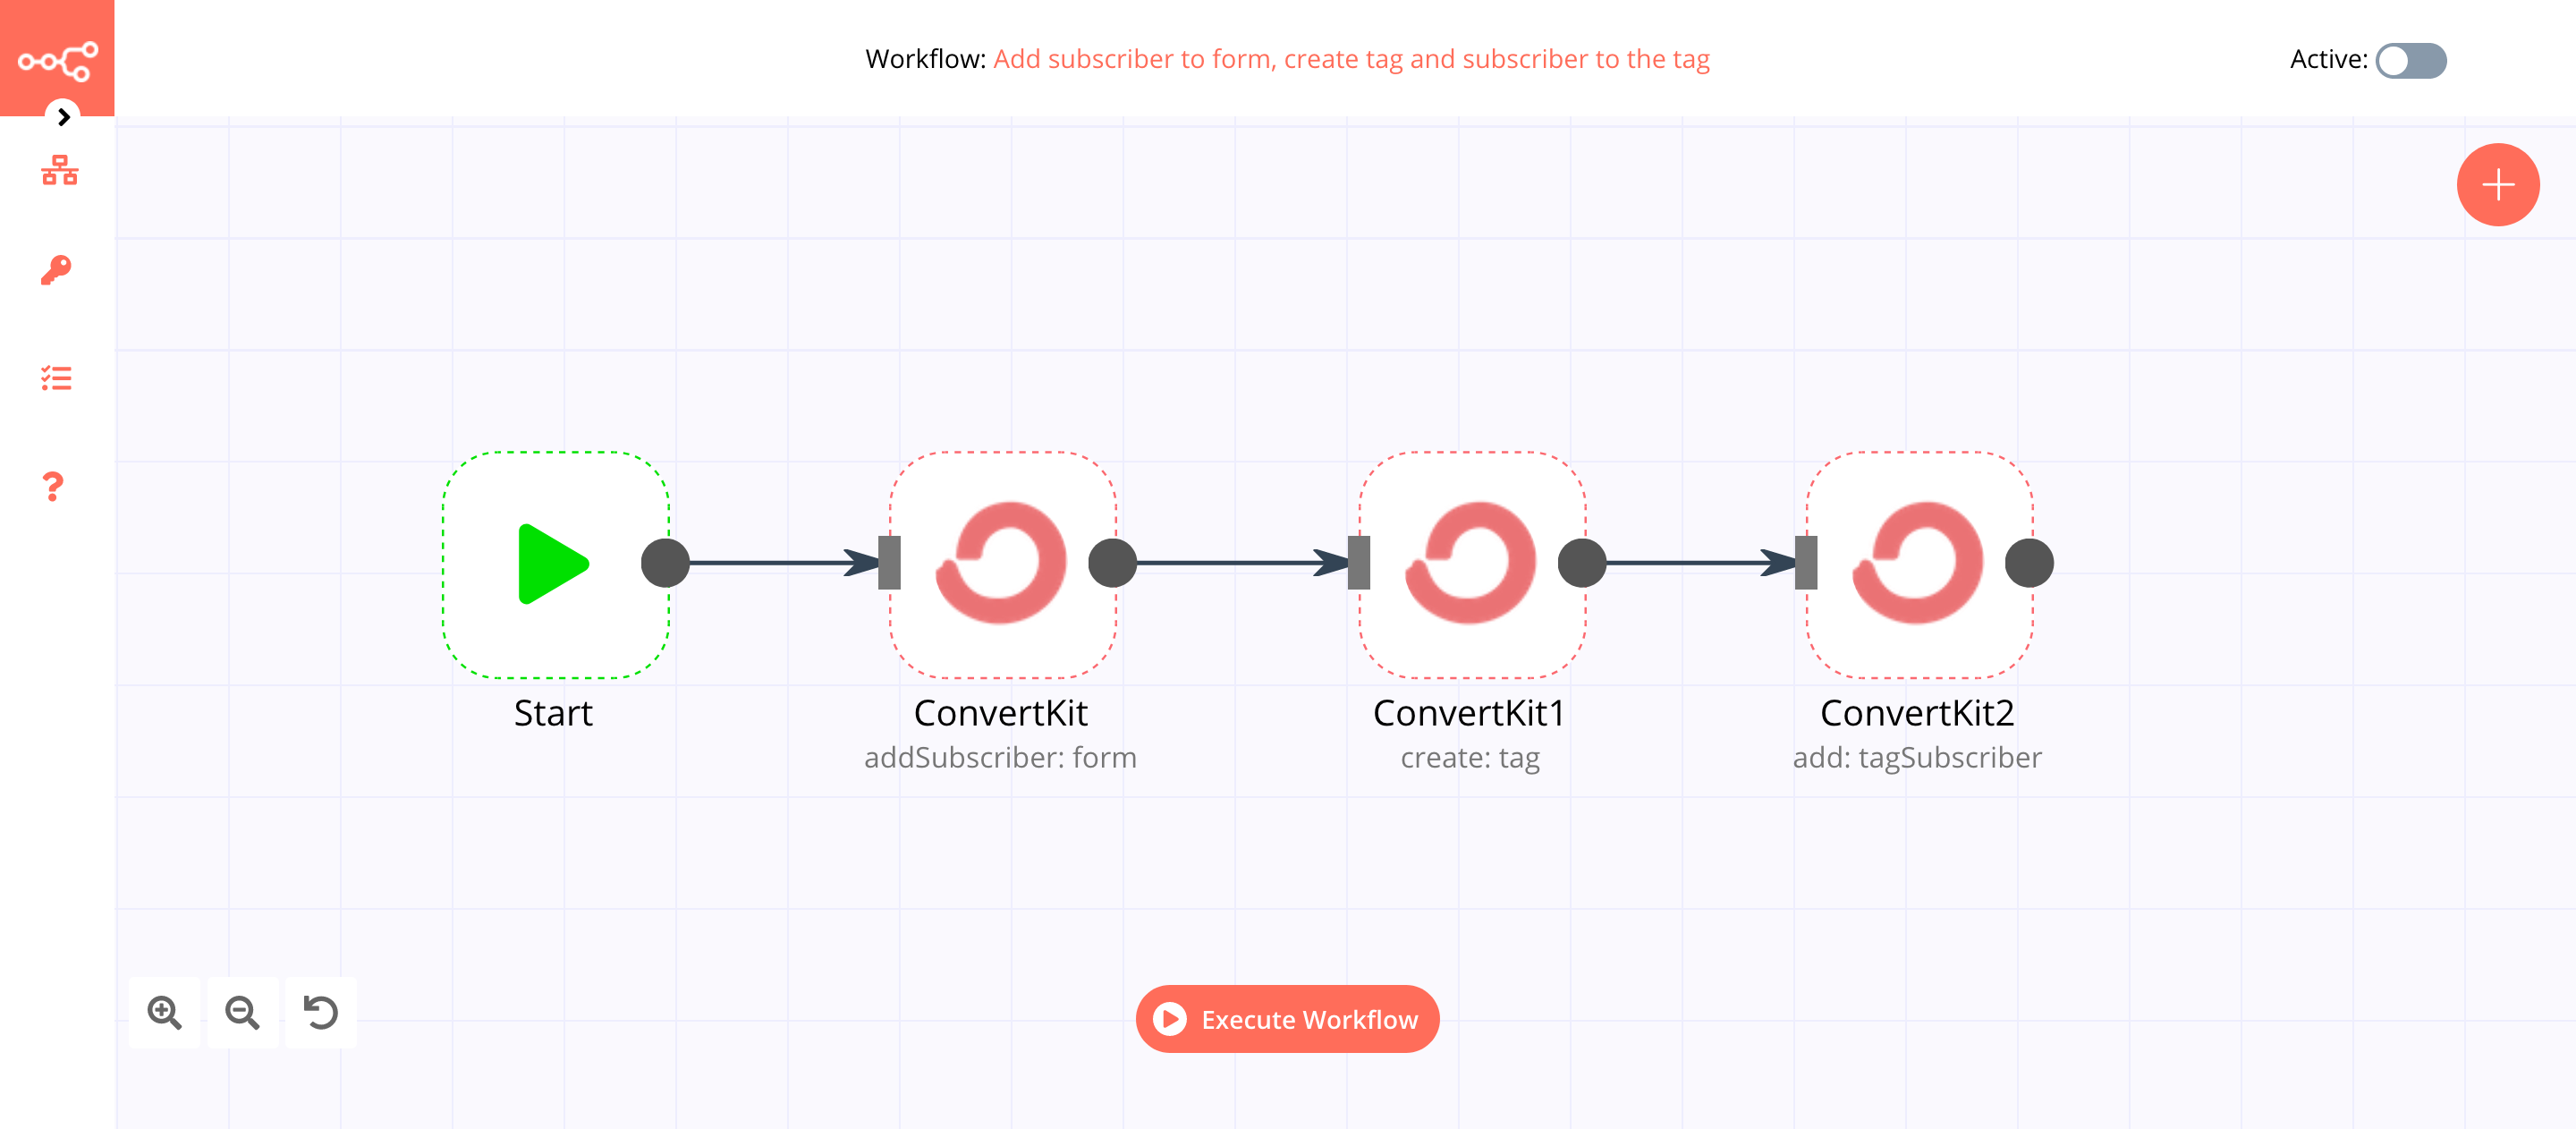 Workflow: Add subscriber to form, create tag and subscriber to the tag
Active:
Start
ConvertKit
addSubscriber: form
ConvertKit1
create: tag
ConvertKit2
add: tagSubscriber
Execute Workflow